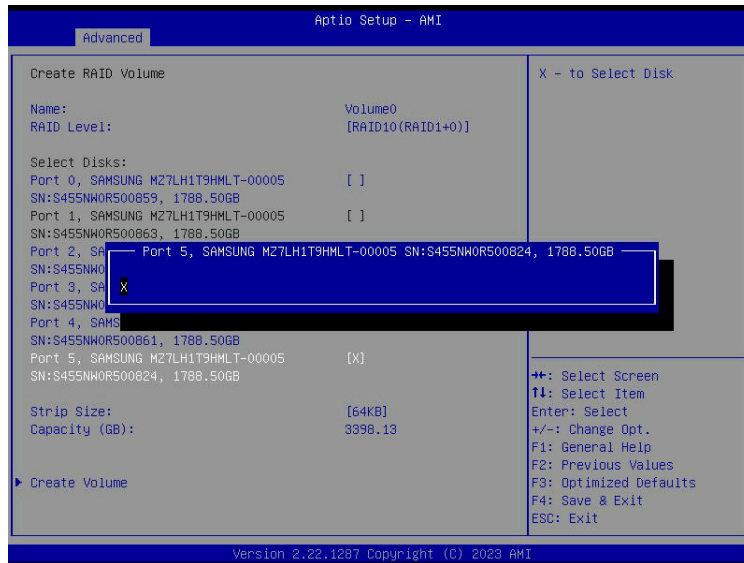 Aptio Setup - AMI
Advanced
Create RAID Volume
X - to Select Disk
Name: Volume0
RAID Level: [RAID10(RAID1+0)]
Select Disks:
Port 0, SAMSUNG MZ7LH1T9HMLT-00005 [ ]
SN:S455NW0R500859, 1788.50GB
Port 1, SAMSUNG MZ7LH1T9HMLT-00005 [ ]
SN:S455NW0R500863, 1788.50GB
Port 2, SA
Port 5, SAMSUNG MZ7LH1T9HMLT-00005 SN:S455NW0R500824, 1788.50GB
SN:S455NW0
Port 3, SA
X
SN:S455NW0
Port 4, SAMS
SN:S455NW0R500861, 1788.50GB
Port 5, SAMSUNG MZ7LH1T9HMLT-00005 [X]
SN:S455NW0R500824, 1788.50GB
Strip Size: [64KB]
Capacity (GB): 3398.13
Create Volume
→←: Select Screen
↑↓: Select Item
Enter: Select
+/-: Change Opt.
F1: General Help
F2: Previous Values
F3: Optimized Defaults
F4: Save & Exit
ESC: Exit
Version 2.22.1287 Copyright (C) 2023 AMI